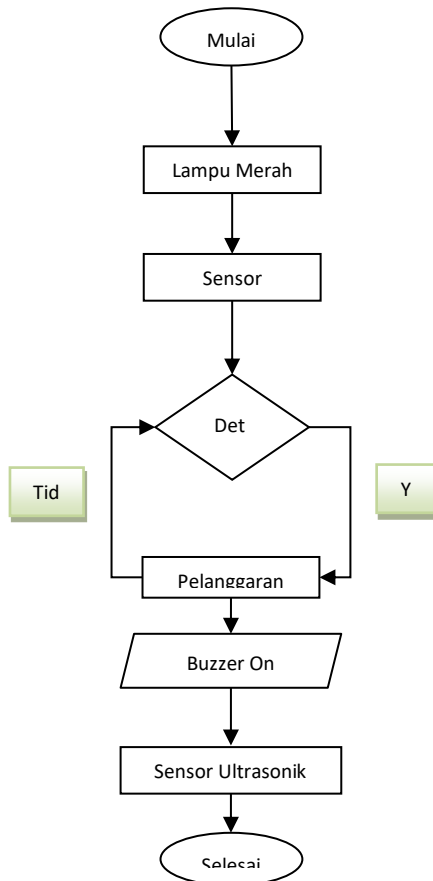 Mulai
Lampu Merah
Sensor
Det
Tid
Y
Pelanggaran
Buzzer On
Sensor Ultrasonik
Selesai